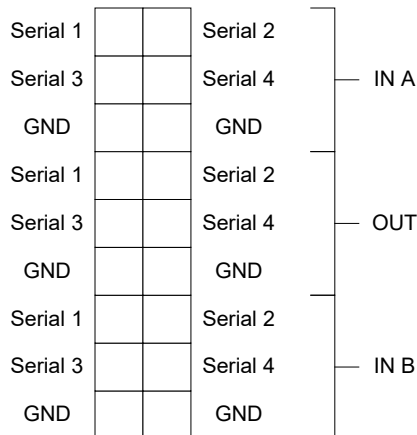 Serial 1 Serial 2
Serial 3 Serial 4 IN A
GND GND
Serial 1 Serial 2
Serial 3 Serial 4 OUT
GND GND
Serial 1 Serial 2
Serial 3 Serial 4 IN B
GND GND